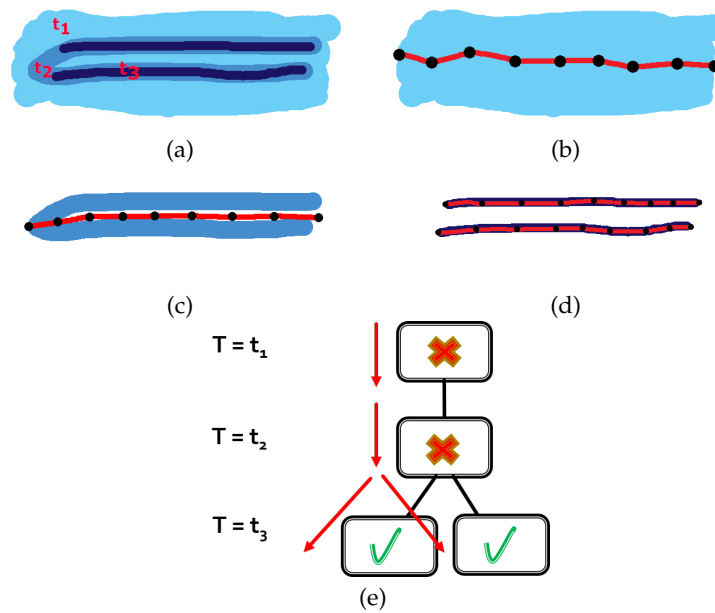 t₁
t₂ t₃
(a) (b)
(c) (d)
T = t₁
T = t₂
T = t₃
(e)